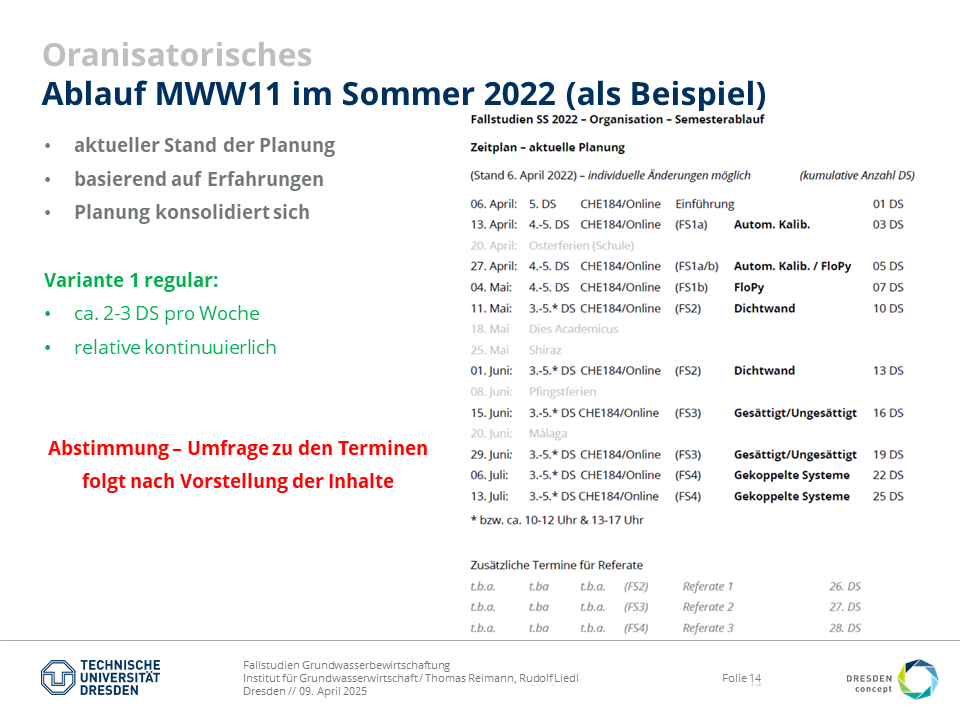 Oranisatorisches
Ablauf MWW11 im Sommer 2022 (als Beispiel)
• aktueller Stand der Planung
• basierend auf Erfahrungen
• Planung konsolidiert sich
Variante 1 regular:
• ca. 2-3 DS pro Woche
• relative kontinuuierlich
Abstimmung – Umfrage zu den Terminen
folgt nach Vorstellung der Inhalte
Fallstudien SS 2022 – Organisation – Semesterablauf
Zeitplan – aktuelle Planung
(Stand 6. April 2022) – individuelle Änderungen möglich (kumulative Anzahl DS)
06. April: 5. DS CHE184/Online Einführung 01 DS
13. April: 4.-5. DS CHE184/Online (FS1a) Autom. Kalib. 03 DS
20. April: Osterferien (Schule)
27. April: 4.-5. DS CHE184/Online (FS1a/b) Autom. Kalib. / FloPy 05 DS
04. Mai: 4.-5. DS CHE184/Online (FS1b) FloPy 07 DS
11. Mai: 3.-5.* DS CHE184/Online (FS2) Dichtwand 10 DS
18. Mai Dies Academicus
25. Mai Shiraz
01. Juni: 3.-5.* DS CHE184/Online (FS2) Dichtwand 13 DS
08. Juni: Pfingstferien
15. Juni: 3.-5.* DS CHE184/Online (FS3) Gesättigt/Ungesättigt 16 DS
20. Juni: Málaga
29. Juni: 3.-5.* DS CHE184/Online (FS3) Gesättigt/Ungesättigt 19 DS
06. Juli: 3.-5.* DS CHE184/Online (FS4) Gekoppelte Systeme 22 DS
13. Juli: 3.-5.* DS CHE184/Online (FS4) Gekoppelte Systeme 25 DS
* bzw. ca. 10-12 Uhr & 13-17 Uhr
Zusätzliche Termine für Referate
t.b.a. t.ba t.b.a. (FS2) Referate 1 26. DS
t.b.a. t.ba t.b.a. (FS3) Referate 2 27. DS
t.b.a. t.ba t.b.a. (FS4) Referate 3 28. DS
TECHNISCHE
UNIVERSITÄT
DRESDEN
Fallstudien Grundwasserbewirtschaftung
Institut für Grundwasserwirtschaft / Thomas Reimann, Rudolf Liedl
Dresden // 09. April 2025
Folie 14
DRESDEN
concept